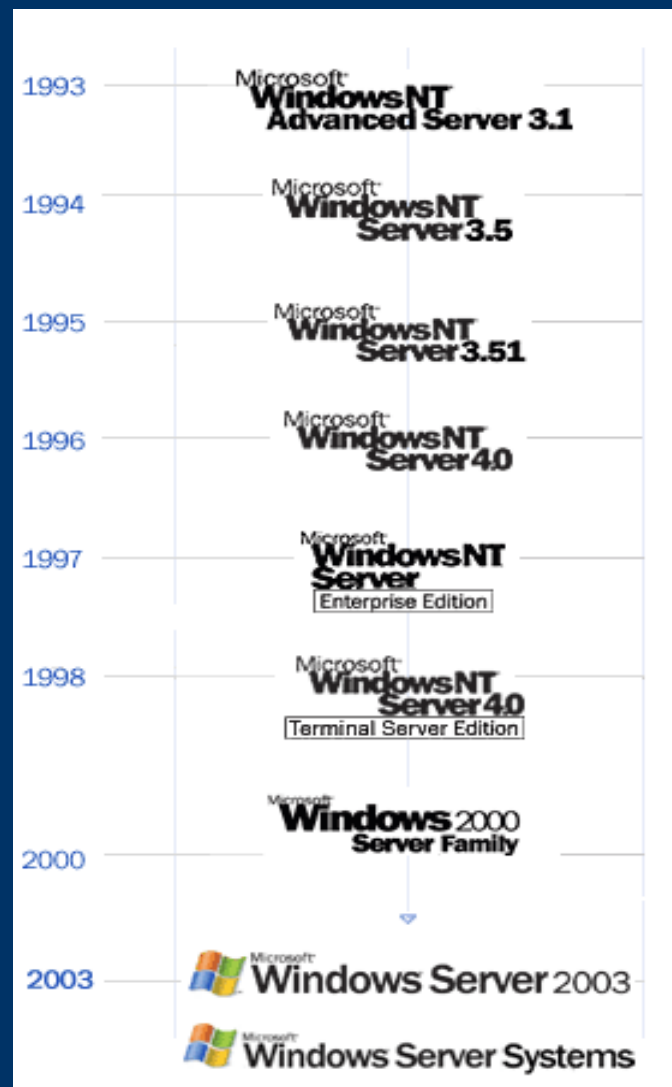 1993
Microsoft
WindowsNT
Advanced Server 3.1
1994
Microsoft
WindowsNT
Server 3.5
1995
Microsoft
WindowsNT
Server 3.51
1996
Microsoft
WindowsNT
Server 4.0
1997
Microsoft
WindowsNT
Server
Enterprise Edition
1998
Microsoft
WindowsNT
Server 4.0
Terminal Server Edition
Microsoft
Windows 2000
Server Family
2000
2003
Microsoft
Windows Server 2003
Microsoft
Windows Server Systems